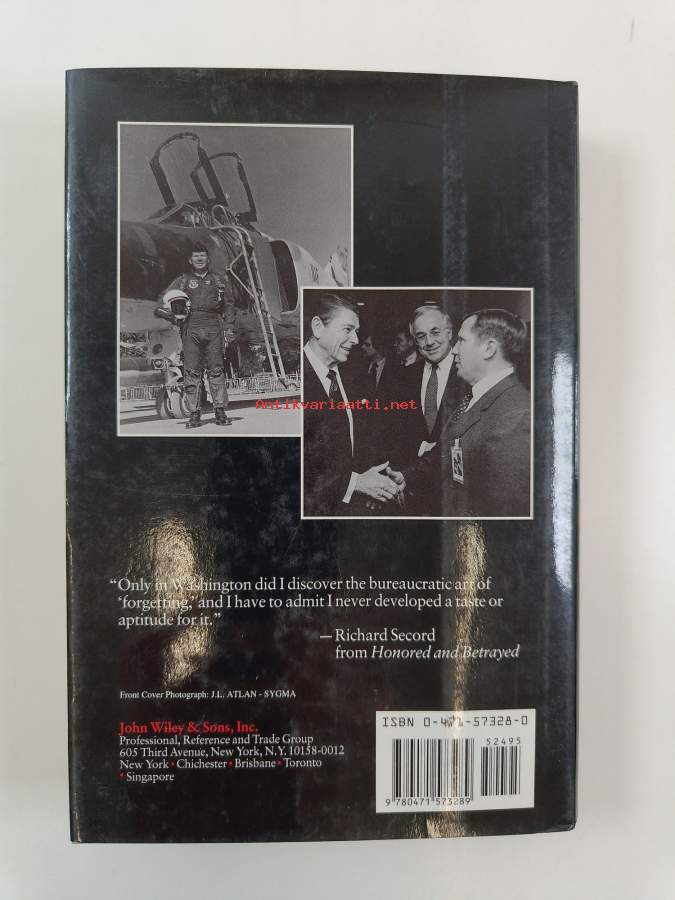 Antikvariaatti.net
“Only in Washington did I discover the bureaucratic art of
‘forgetting,’ and I have to admit I never developed a taste or
aptitude for it.”
— Richard Secord
from Honored and Betrayed
Front Cover Photograph: J.L. ATLAN - SYGMA
John Wiley & Sons, Inc.
Professional, Reference and Trade Group
605 Third Avenue, New York, N.Y. 10158-0012
New York • Chichester • Brisbane • Toronto
• Singapore
ISBN 0-471-57328-0
52495
9 780471 573289